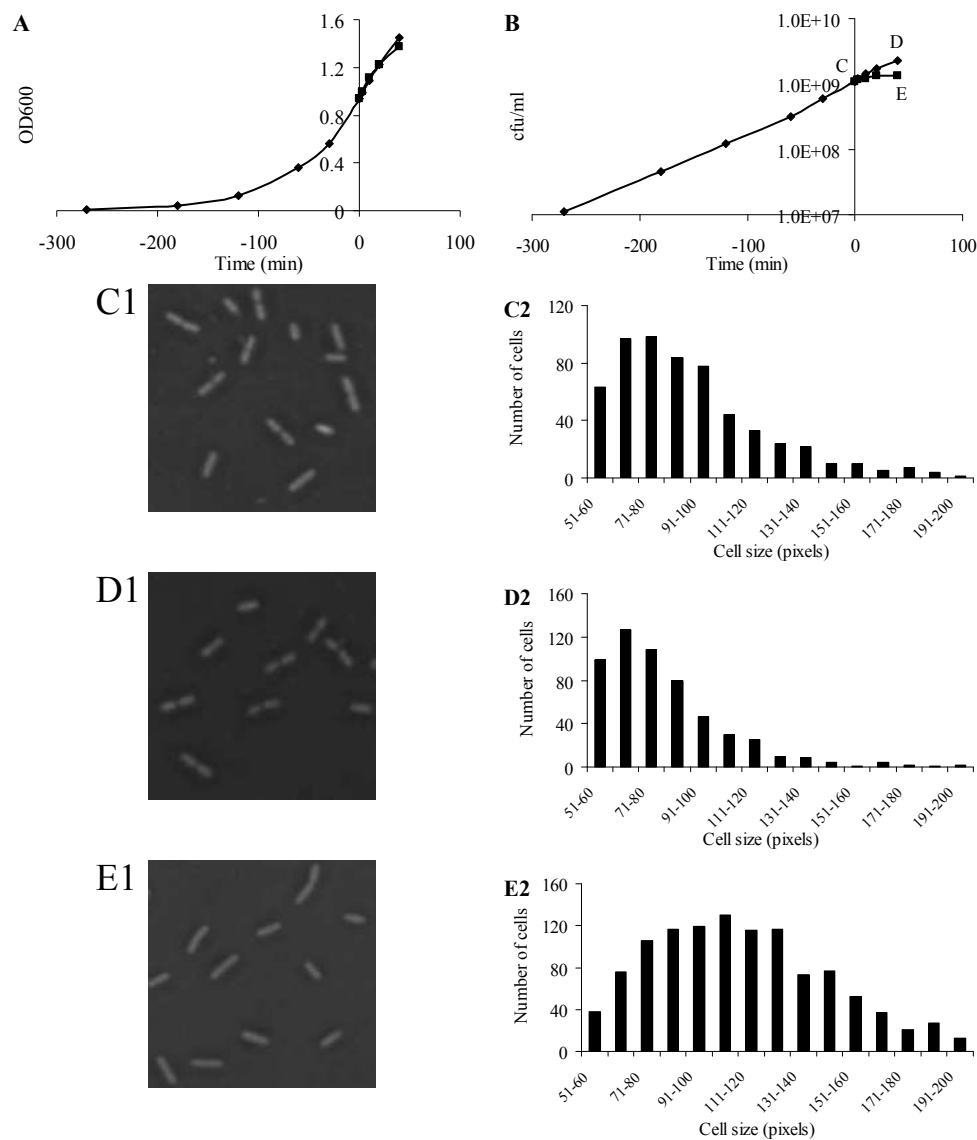 A
OD600
1.6
1.2
0.8
0.4
0
-300
-200
-100
0
100
Time (min)
B
cfu/ml
1.0E+10
1.0E+09
1.0E+08
1.0E+07
C
D
E
-300
-200
-100
0
100
Time (min)
C1
C2
Number of cells
120
80
40
0
51-60
71-80
91-100
111-120
131-140
151-160
171-180
191-200
Cell size (pixels)
D1
D2
Number of cells
160
120
80
40
0
51-60
71-80
91-100
111-120
131-140
151-160
171-180
191-200
Cell size (pixels)
E1
E2
Number of cells
160
120
80
40
0
51-60
71-80
91-100
111-120
131-140
151-160
171-180
191-200
Cell size (pixels)